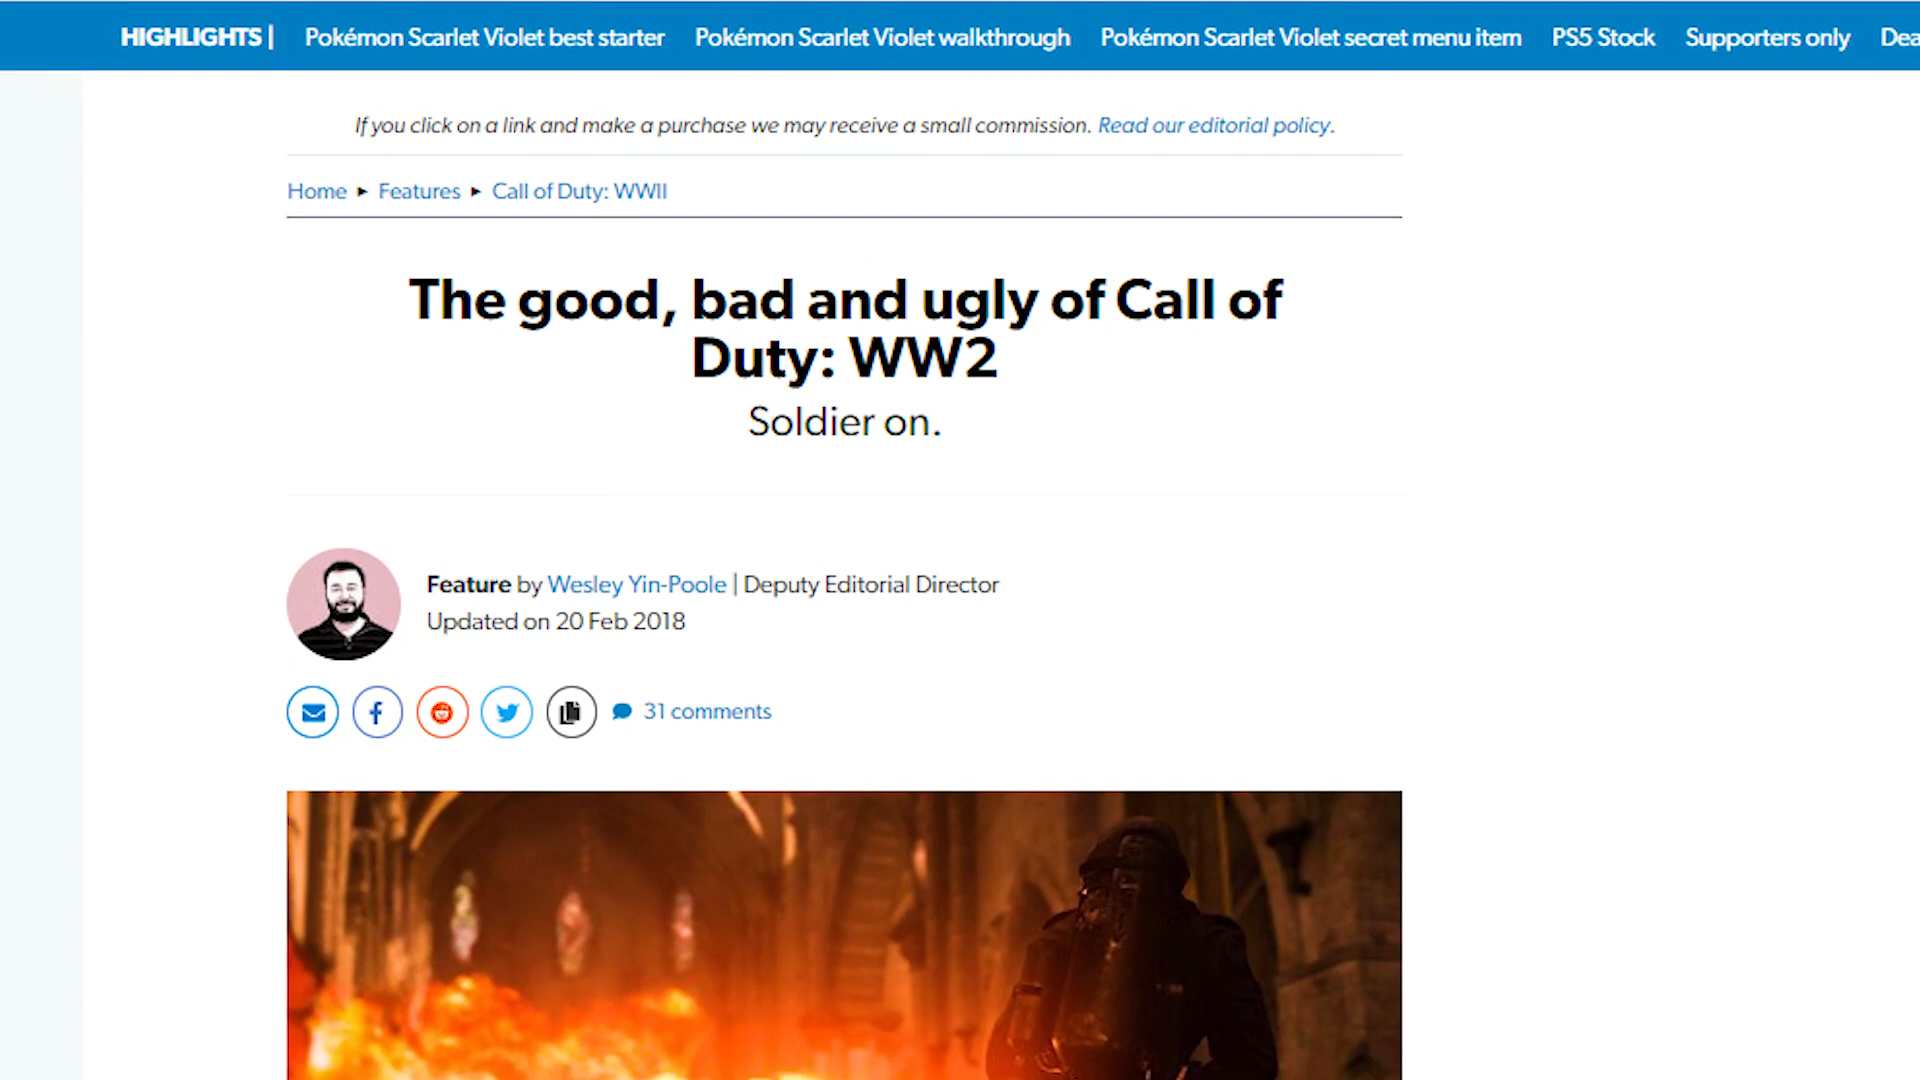 HIGHLIGHTS | Pokémon Scarlet Violet best starter Pokémon Scarlet Violet walkthrough Pokémon Scarlet Violet secret menu item PS5 Stock Supporters only
If you click on a link and make a purchase we may receive a small commission. Read our editorial policy.
Home ▸ Features ▸ Call of Duty: WWII
The good, bad and ugly of Call of
Duty: WW2
Soldier on.
Feature by Wesley Yin-Poole | Deputy Editorial Director
Updated on 20 Feb 2018
31 comments